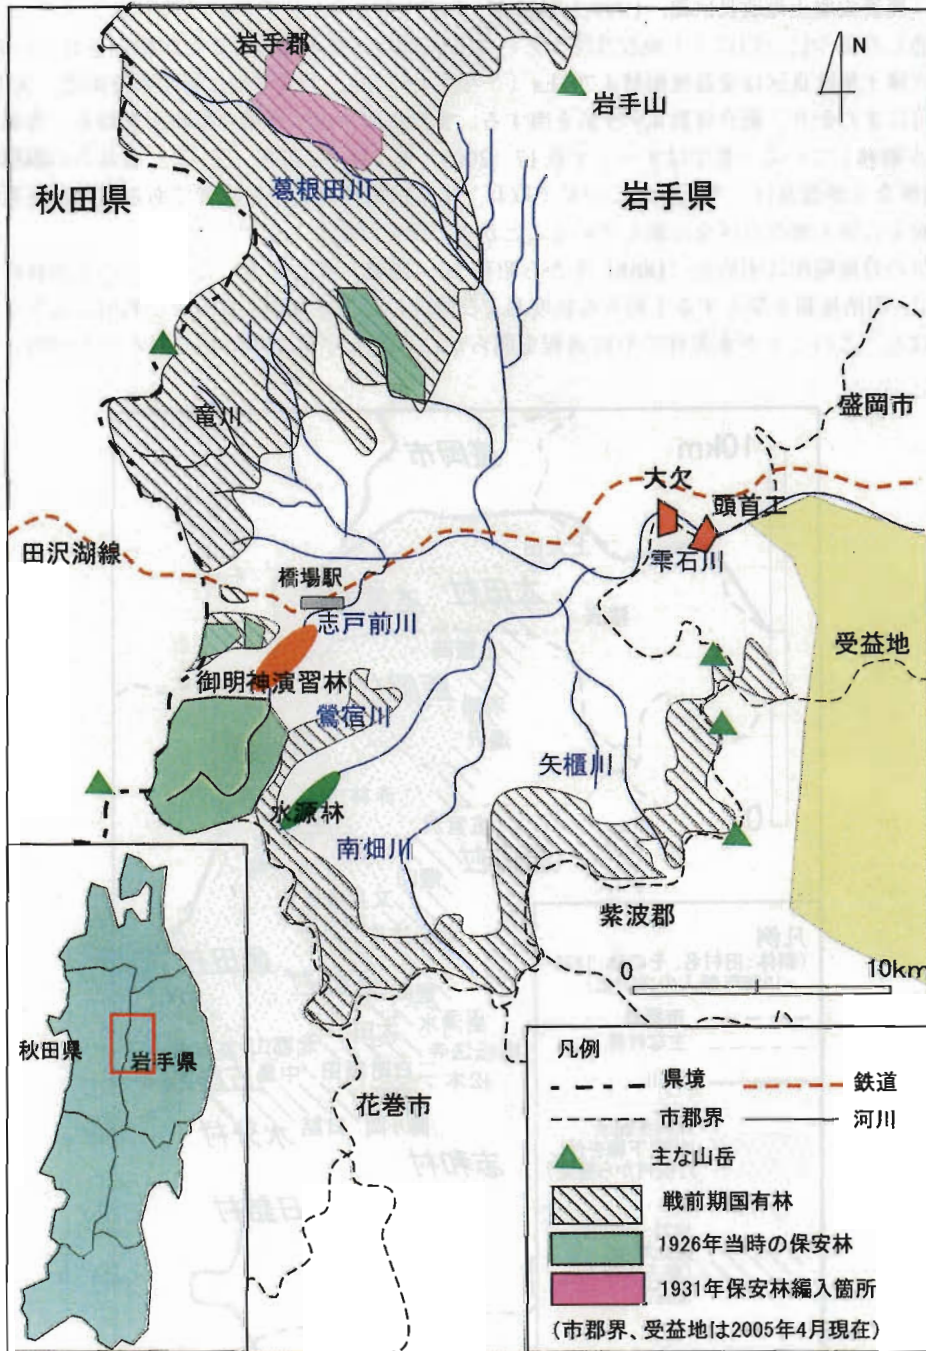 岩手郡
N
岩手山
葛根田川
秋田県
岩手県
竜川
盛岡市
大欠
頭首工
田沢湖線
雫石川
橋場駅
志戸前川
受益地
御明神演習林
鶯宿川
矢櫃川
水源林
南畑川
紫波郡
0
10km
秋田県
岩手県
花巻市
凡例
県境
鉄道
市郡界
河川
主な山岳
戦前期国有林
1926年当時の保安林
1931年保安林編入箇所
(市郡界、受益地は2005年4月現在)